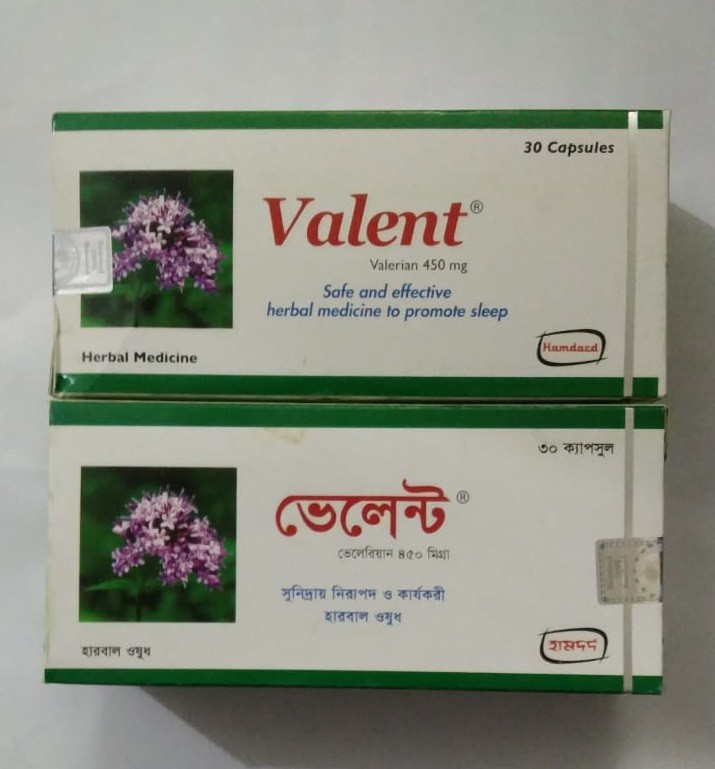 30 Capsules
Valent®
Valerian 450 mg
Safe and effective
herbal medicine to promote sleep
Hamdard
Herbal Medicine
৩০ ক্যাপসুল
ভেলেন্ট®
ভেলেরিয়ান ৪৫০ মিগ্রা
সুনিদ্রায় নিরাপদ ও কার্যকরী
হারবাল ওষুধ
হামদর্দ
হারবাল ওষুধ